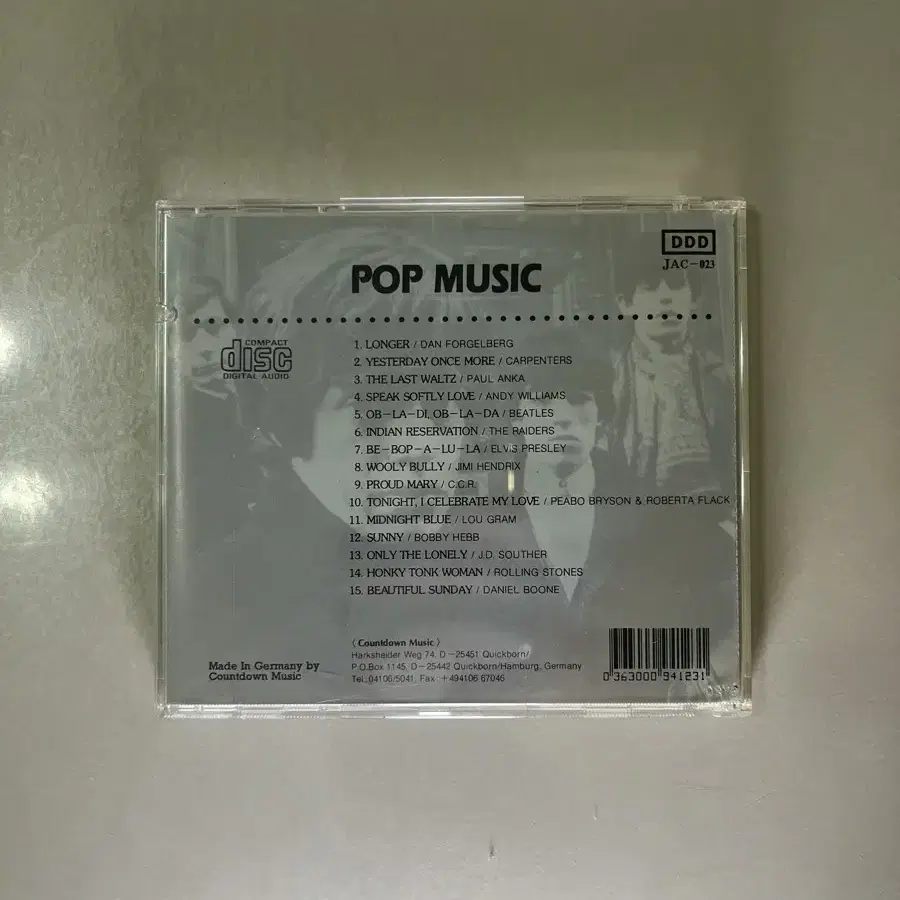 DDD
JAC-023
POP MUSIC
COMPACT
disc
DIGITAL AUDIO
1. LONGER / DAN FORGELBERG
2. YESTERDAY ONCE MORE / CARPENTERS
3. THE LAST WALTZ / PAUL ANKA
4. SPEAK SOFTLY LOVE / ANDY WILLIAMS
5. OB-LA-DI, OB-LA-DA / BEATLES
6. INDIAN RESERVATION / THE RAIDERS
7. BE-BOP-A-LU-LA / ELVIS PRESLEY
8. WOOLY BULLY / JIMI HENDRIX
9. PROUD MARY / C.C.R.
10. TONIGHT, I CELEBRATE MY LOVE / PEABO BRYSON & ROBERTA FLACK
11. MIDNIGHT BLUE / LOU GRAM
12. SUNNY / BOBBY HEBB
13. ONLY THE LONELY / J.D. SOUTHER
14. HONKY TONK WOMAN / ROLLING STONES
15. BEAUTIFUL SUNDAY / DANIEL BOONE
Made In Germany by
Countdown Music
〈Countdown Music〉
Harksheider Weg 74, D-25451 Quickborn/
P.O.Box 1145, D-25442 Quickborn/Hamburg, Germany
Tel.:04106/5041, Fax : +494106 67046
0 363000 941231